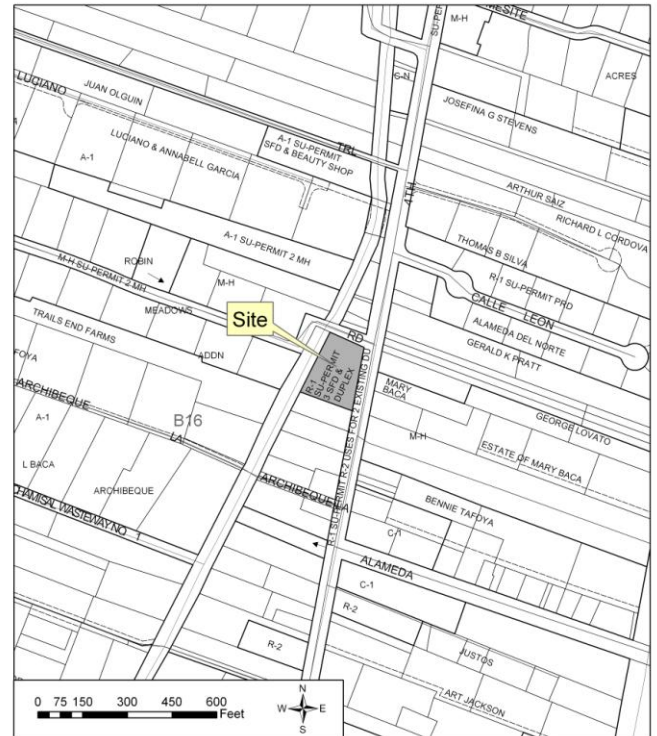 MESITE
SU-PER
M-H
ACRES
C-N
LUCIANO
JUAN OLGUIN
JOSEFINA G STEVENS
LUCIANO & ANNABELL GARCIA
A-1 SU-PERMIT
SFD & BEAUTY SHOP
TRL
A-1
4TH
ARTHUR SAIZ
RICHARD L CORDOVA
A-1 SU-PERMIT 2 MH
THOMAS B SILVA
ROBIN
M-H SU PERMIT 2 MH
M-H
R-1 SU-PERMIT PRD
CALLE LEON
MEADOWS
Site
ALAMEDA DEL NORTE
TRAILS END FARMS
RD
GERALD K PRATT
ADDN
R-1
SU-PERMIT
3 SFD &
DUPLEX
FOYA
MARY
BACA
ARCHIBEQUE
GEORGE LOVATO
A-1
B16
M-H
LA
ESTATE OF MARY BACA
R-1 SU-PERMIT R-2 USES FOR 2 EXISTING DU
L BACA
ARCHIBEQUE
ARCHIBEQUE LA
BENNIE TAFOYA
CHAMISAL WASTEWAY NO. 1
C-1
ALAMEDA
C-1
R-2
R-2
JUSTOS
ART JACKSON
0 75 150 300 450 600
Feet
N
W E
S